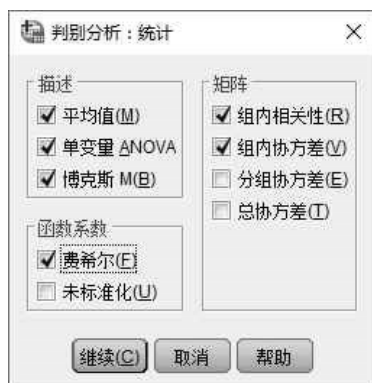 判别分析：统计
描述
平均值(M)
单变量 ANOVA
博克斯 M(B)
函数系数
费希尔(F)
未标准化(U)
矩阵
组内相关性(R)
组内协方差(V)
分组协方差(E)
总协方差(T)
继续(C)
取消
帮助